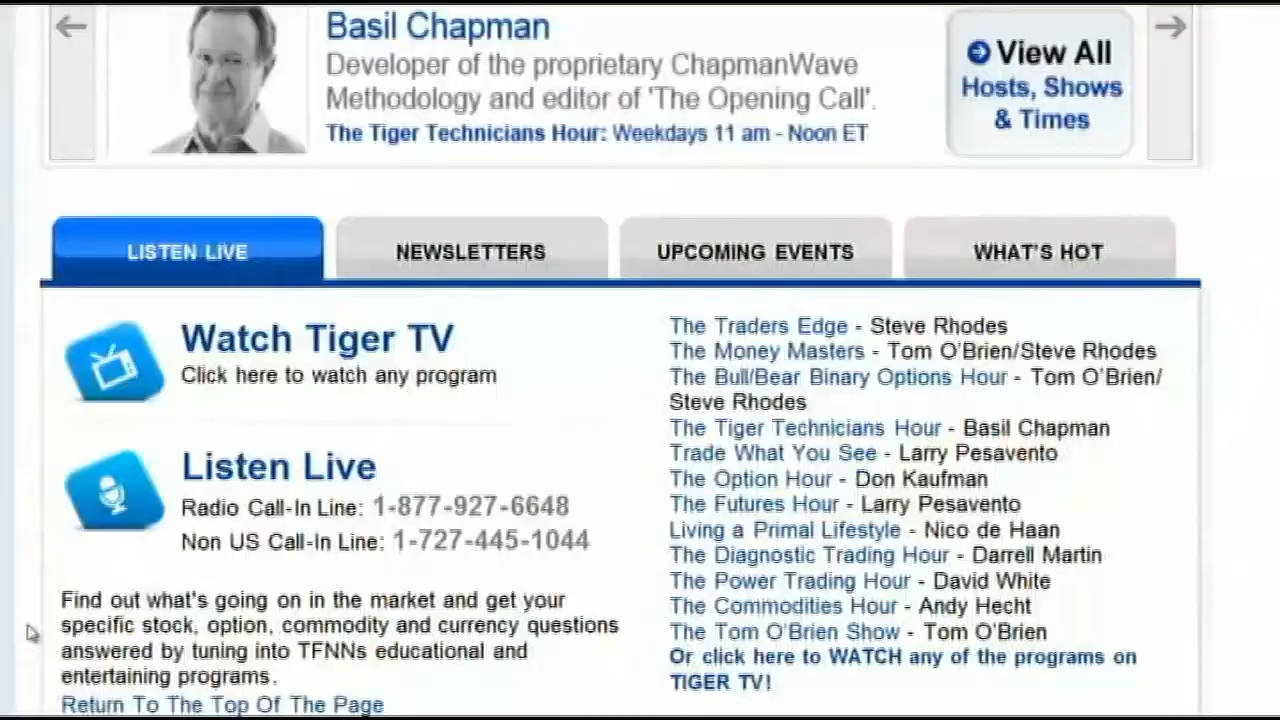 Basil Chapman
Developer of the proprietary ChapmanWave
Methodology and editor of 'The Opening Call'.
The Tiger Technicians Hour: Weekdays 11 am - Noon ET
View All
Hosts, Shows
& Times
LISTEN LIVE
NEWSLETTERS
UPCOMING EVENTS
WHAT'S HOT
Watch Tiger TV
Click here to watch any program
Listen Live
Radio Call-In Line: 1-877-927-6648
Non US Call-In Line: 1-727-445-1044
Find out what's going on in the market and get your
specific stock, option, commodity and currency questions
answered by tuning into TFNNs educational and
entertaining programs.
Return To The Top Of The Page
The Traders Edge - Steve Rhodes
The Money Masters - Tom O'Brien/Steve Rhodes
The Bull/Bear Binary Options Hour - Tom O'Brien/
Steve Rhodes
The Tiger Technicians Hour - Basil Chapman
Trade What You See - Larry Pesavento
The Option Hour - Don Kaufman
The Futures Hour - Larry Pesavento
Living a Primal Lifestyle - Nico de Haan
The Diagnostic Trading Hour - Darrell Martin
The Power Trading Hour - David White
The Commodities Hour - Andy Hecht
The Tom O'Brien Show - Tom O'Brien
Or click here to WATCH any of the programs on
TIGER TV!